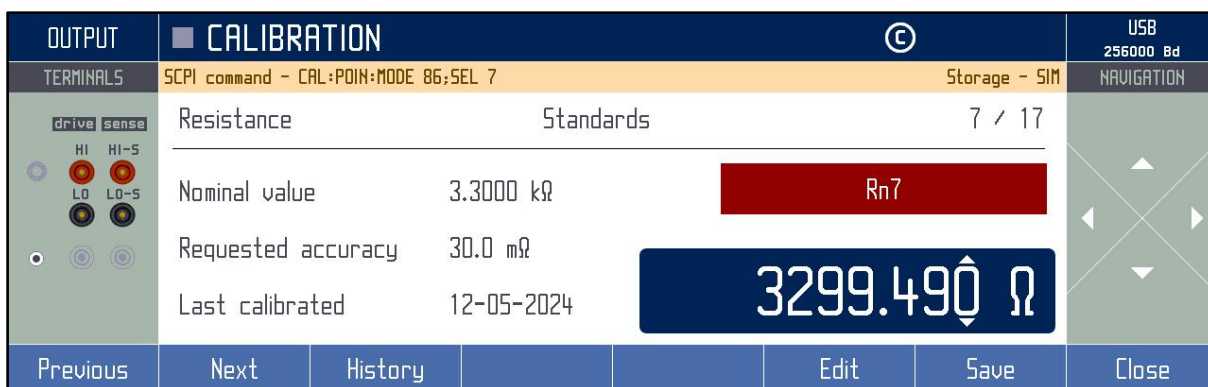 OUTPUT
CALIBRATION
©
USB
256000 Bd
TERMINALS
SCPI command - CAL:POIN:MODE 86;SEL 7
Storage - SIM
NAVIGATION
drive sense
HI HI-S
LO LO-S
Resistance Standards 7 / 17
Nominal value 3.3000 kΩ
Rn7
Requested accuracy 30.0 mΩ
Last calibrated 12-05-2024
3299.490 Ω
Previous Next History Edit Save Close